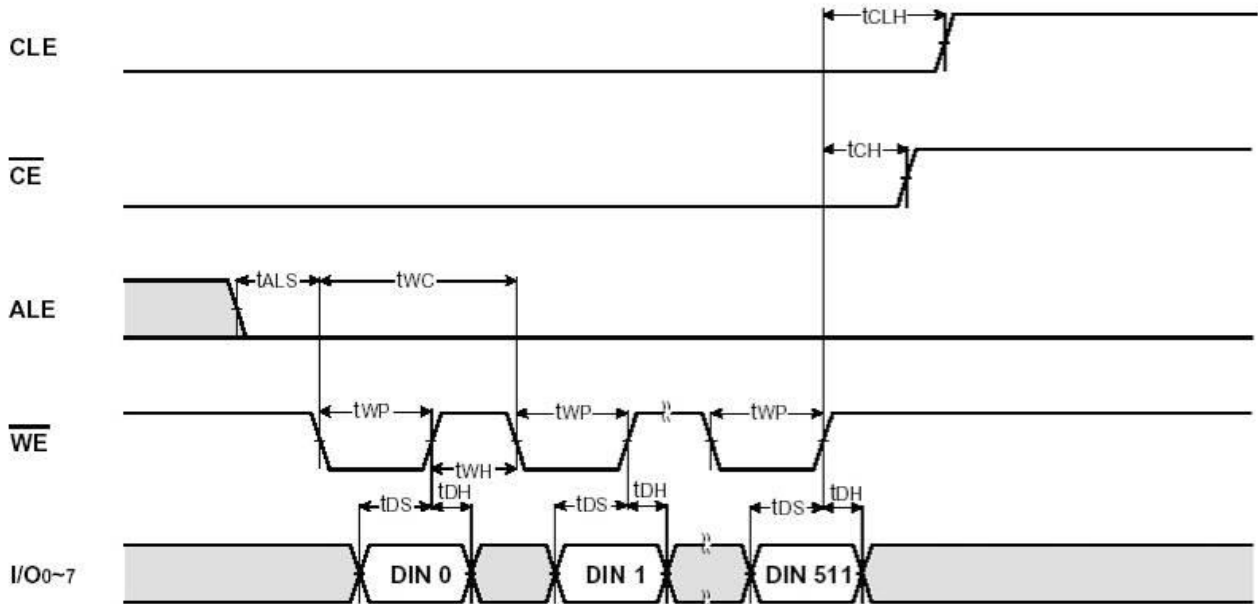 CLE
tCLH
CE
tCH
ALE
tALS
tWC
WE
tWP
tWP
tWP
tWH
tDS
tDH
tDS
tDH
tDS
tDH
I/O0~7
DIN 0
DIN 1
DIN 511